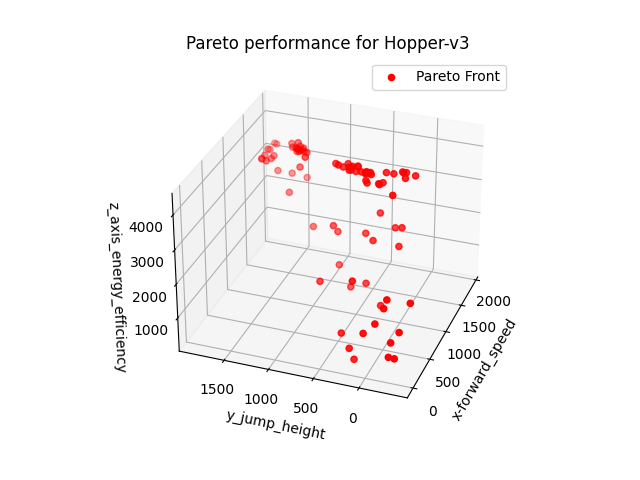 Pareto performance for Hopper-v3
Pareto Front
z_axis_energy_efficiency
4000
3000
2000
1000
1500
1000
500
0
y_jump_height
2000
1500
1000
500
0
x-forward_speed